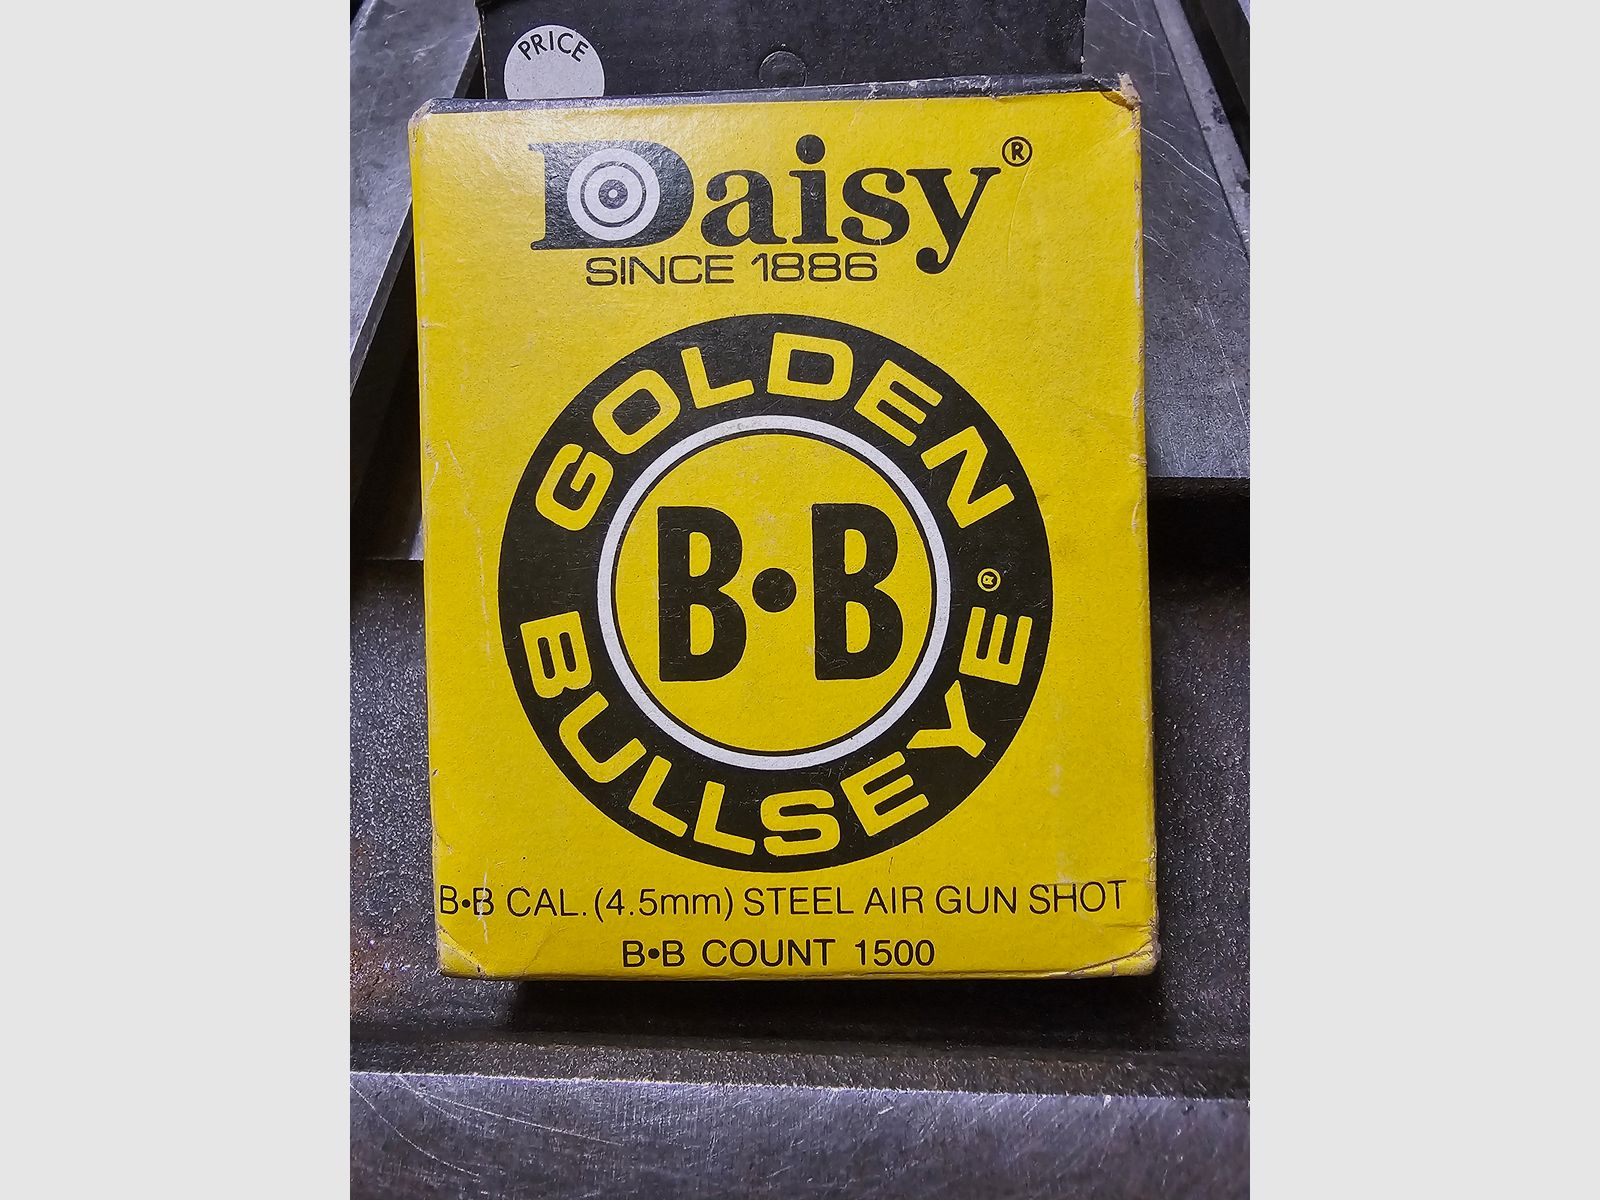 PRICE
Daisy®
SINCE 1886
GOLDEN
B•B
BULLSEYE®
B•B CAL. (4.5mm) STEEL AIR GUN SHOT
B•B COUNT 1500